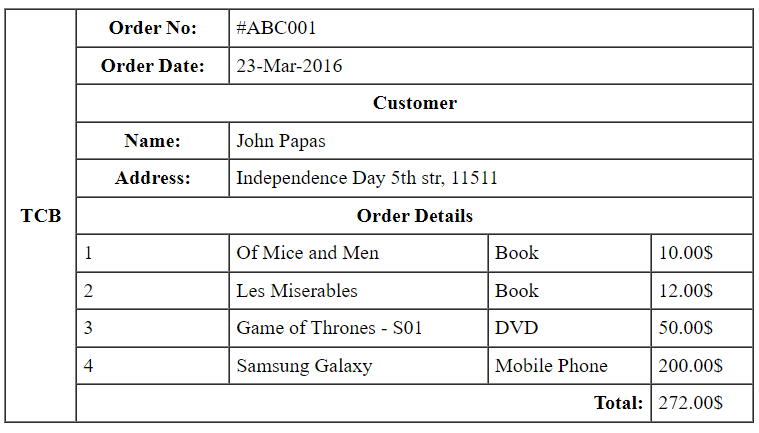 Order No: #ABC001
Order Date: 23-Mar-2016
Customer
Name: John Papas
Address: Independence Day 5th str, 11511
TCB
Order Details
1 Of Mice and Men Book 10.00$
2 Les Miserables Book 12.00$
3 Game of Thrones - S01 DVD 50.00$
4 Samsung Galaxy Mobile Phone 200.00$
Total: 272.00$